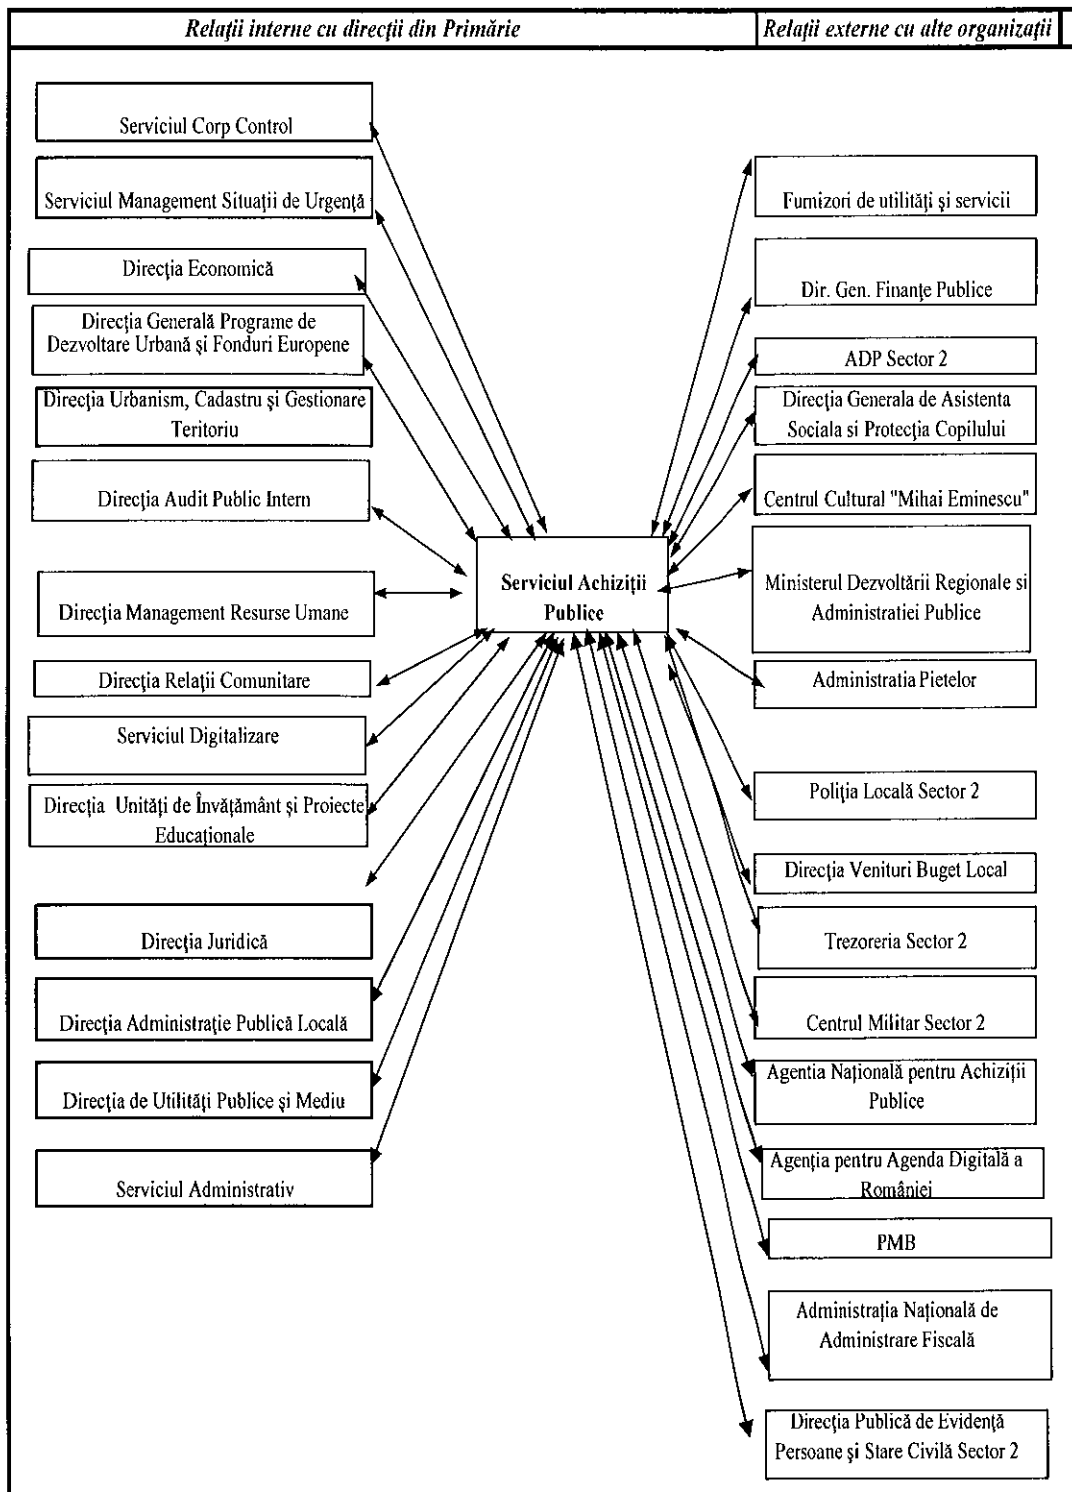 Relații interne cu direcții din Primărie
Relații externe cu alte organizații
Serviciul Corp Control
Serviciul Management Situații de Urgență
Direcția Economică
Direcția Generală Programe de
Dezvoltare Urbană și Fonduri Europene
Direcția Urbanism, Cadastru și Gestionare
Teritoriu
Direcția Audit Public Intern
Direcția Management Resurse Umane
Direcția Relații Comunitare
Serviciul Digitalizare
Direcția Unități de Învățământ și Proiecte
Educaționale
Direcția Juridică
Direcția Administrație Publică Locală
Direcția de Utilități Publice și Mediu
Serviciul Administrativ
Serviciul Achiziții
Publice
Furnizori de utilități și servicii
Dir. Gen. Finanțe Publice
ADP Sector 2
Direcția Generala de Asistenta
Sociala si Protecția Copilului
Centrul Cultural "Mihai Eminescu"
Ministerul Dezvoltării Regionale si
Administratiei Publice
Administratia Pietelor
Poliția Locală Sector 2
Direcția Venituri Buget Local
Trezoreria Sector 2
Centrul Militar Sector 2
Agentia Națională pentru Achiziții
Publice
Agenția pentru Agenda Digitală a
României
PMB
Administrația Națională de
Administrare Fiscală
Direcția Publică de Evidență
Persoane și Stare Civilă Sector 2